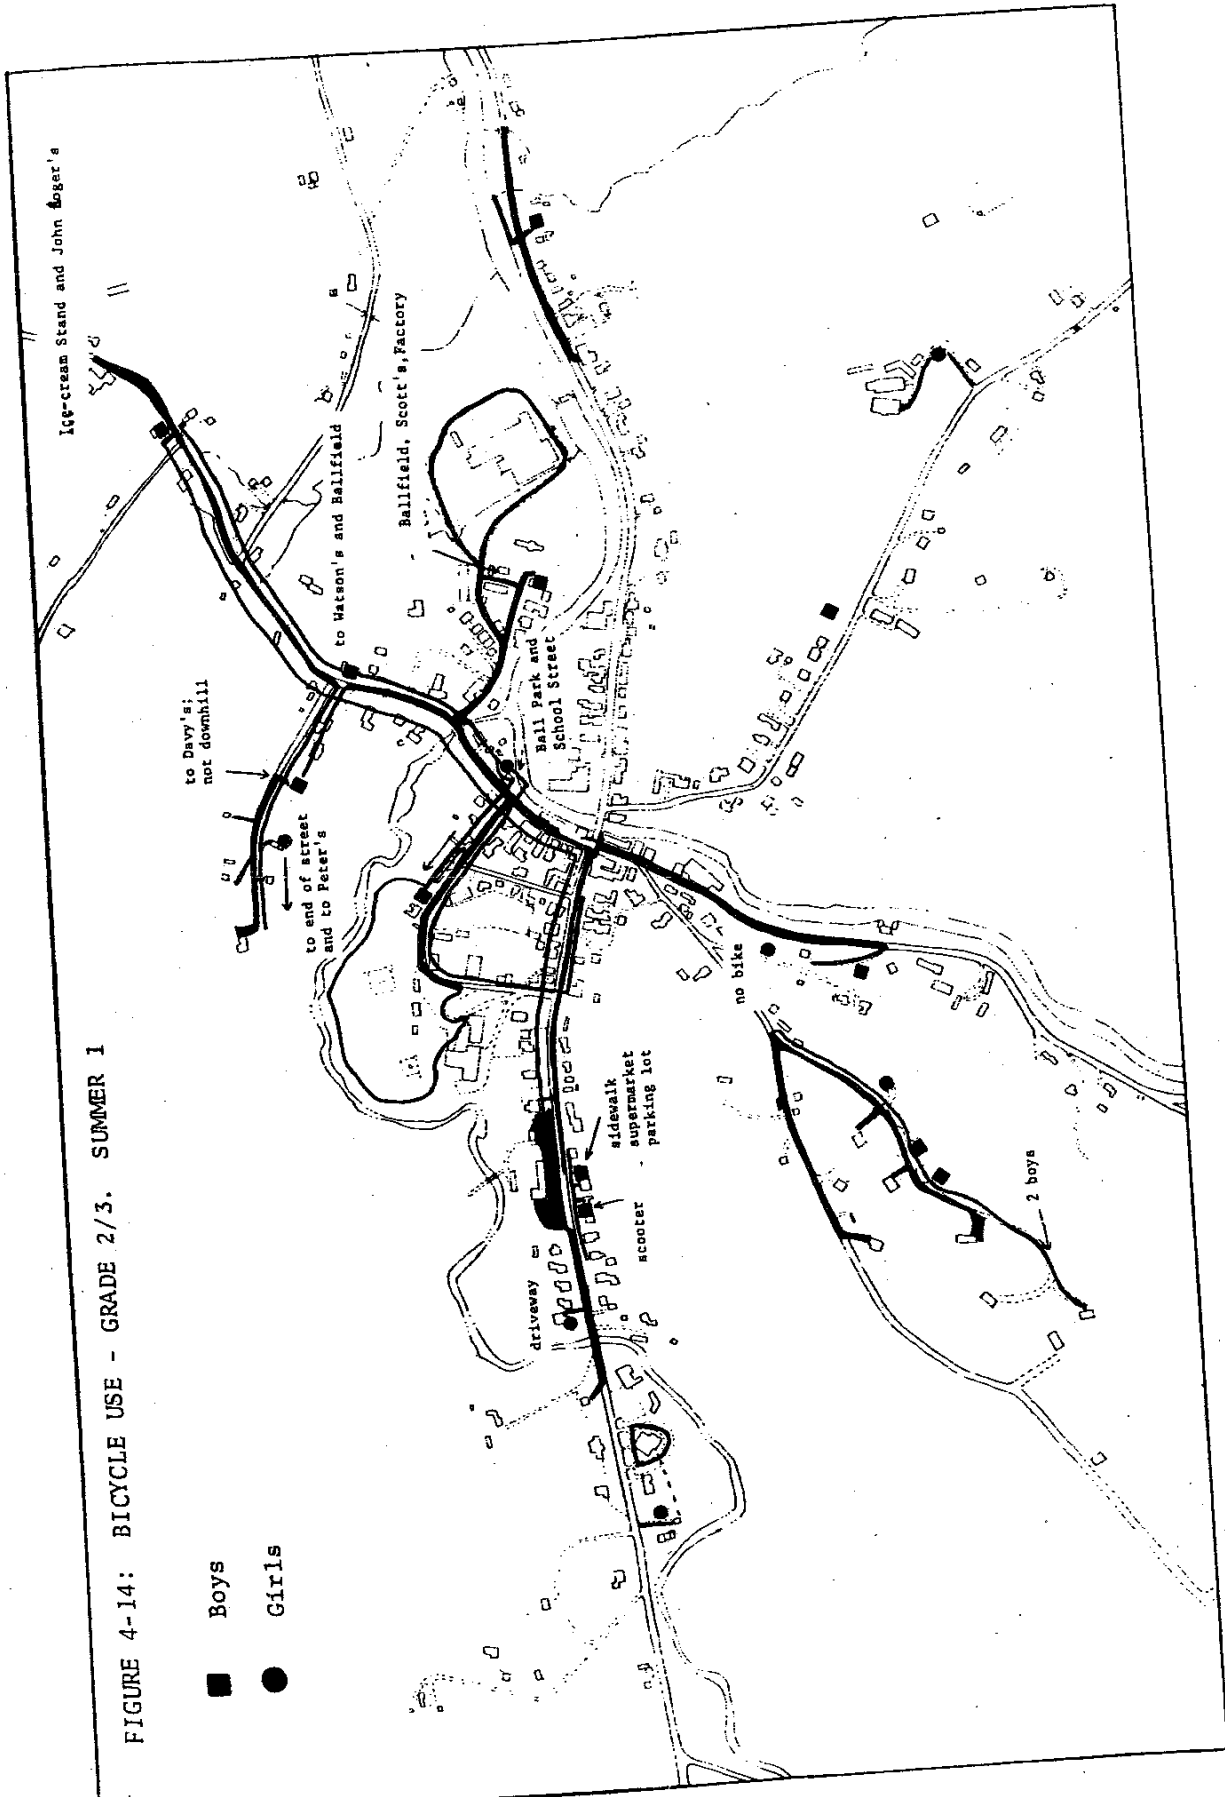 FIGURE 4-14: BICYCLE USE - GRADE 2/3. SUMMER 1
Boys
Girls
Ice-cream Stand and John Roger's
to Watson's and Ballfield
Ballfield, Scott's, Factory
to Davy's;
not downhill
to end of street
and to Peter's
Ball Park and
School Street
no bike
sidewalk
supermarket
parking lot
scooter
driveway
2 boys